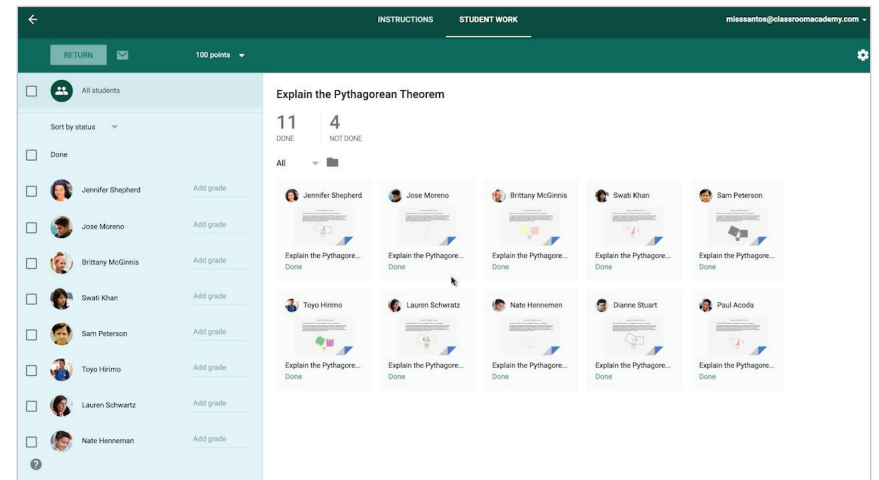 INSTRUCTIONS STUDENT WORK misssantos@classroomacademy.com
RETURN 100 points
All students
Sort by status
Done
Jennifer Shepherd Add grade
Jose Moreno Add grade
Brittany McGinnis Add grade
Swati Khan Add grade
Sam Peterson Add grade
Toyo Hirimo Add grade
Lauren Schwartz Add grade
Nate Henneman Add grade
Explain the Pythagorean Theorem
11 4
DONE NOT DONE
All
Jennifer Shepherd Jose Moreno Brittany McGinnis Swati Khan Sam Peterson
Explain the Pythagore... Explain the Pythagore... Explain the Pythagore... Explain the Pythagore... Explain the Pythagore...
Done Done Done Done Done
Toyo Hirimo Lauren Schwratz Nate Hennemen Dianne Stuart Paul Acoda
Explain the Pythagore... Explain the Pythagore... Explain the Pythagore... Explain the Pythagore... Explain the Pythagore...
Done Done Done Done Done